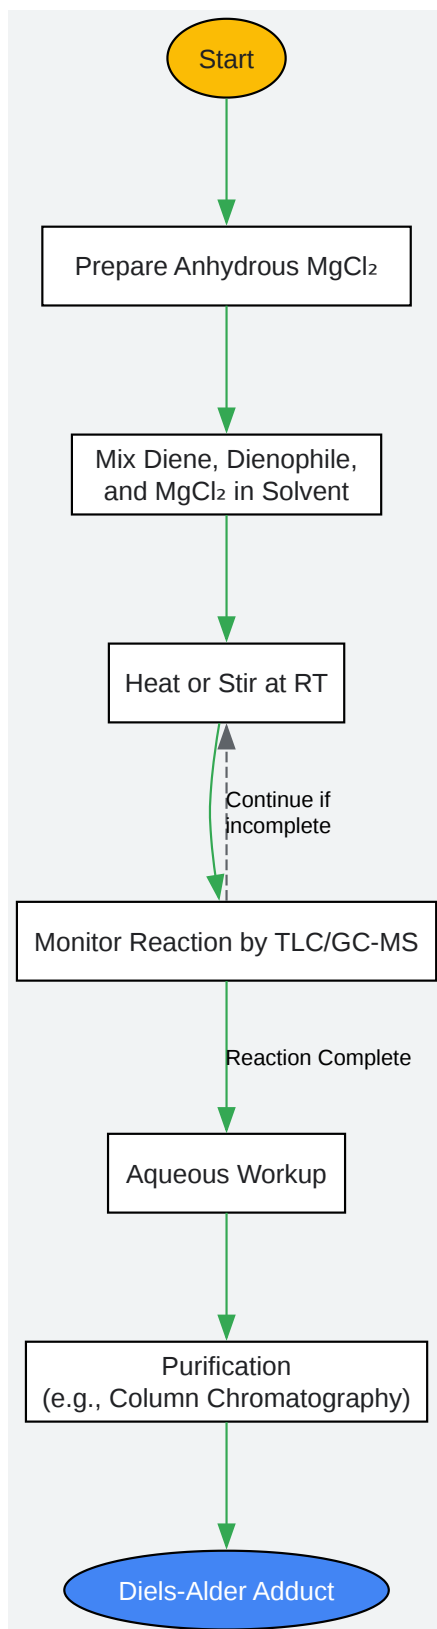 Start
Prepare Anhydrous MgCl₂
Mix Diene, Dienophile,
and MgCl₂ in Solvent
Heat or Stir at RT
Continue if
incomplete
Monitor Reaction by TLC/GC-MS
Reaction Complete
Aqueous Workup
Purification
(e.g., Column Chromatography)
Diels-Alder Adduct